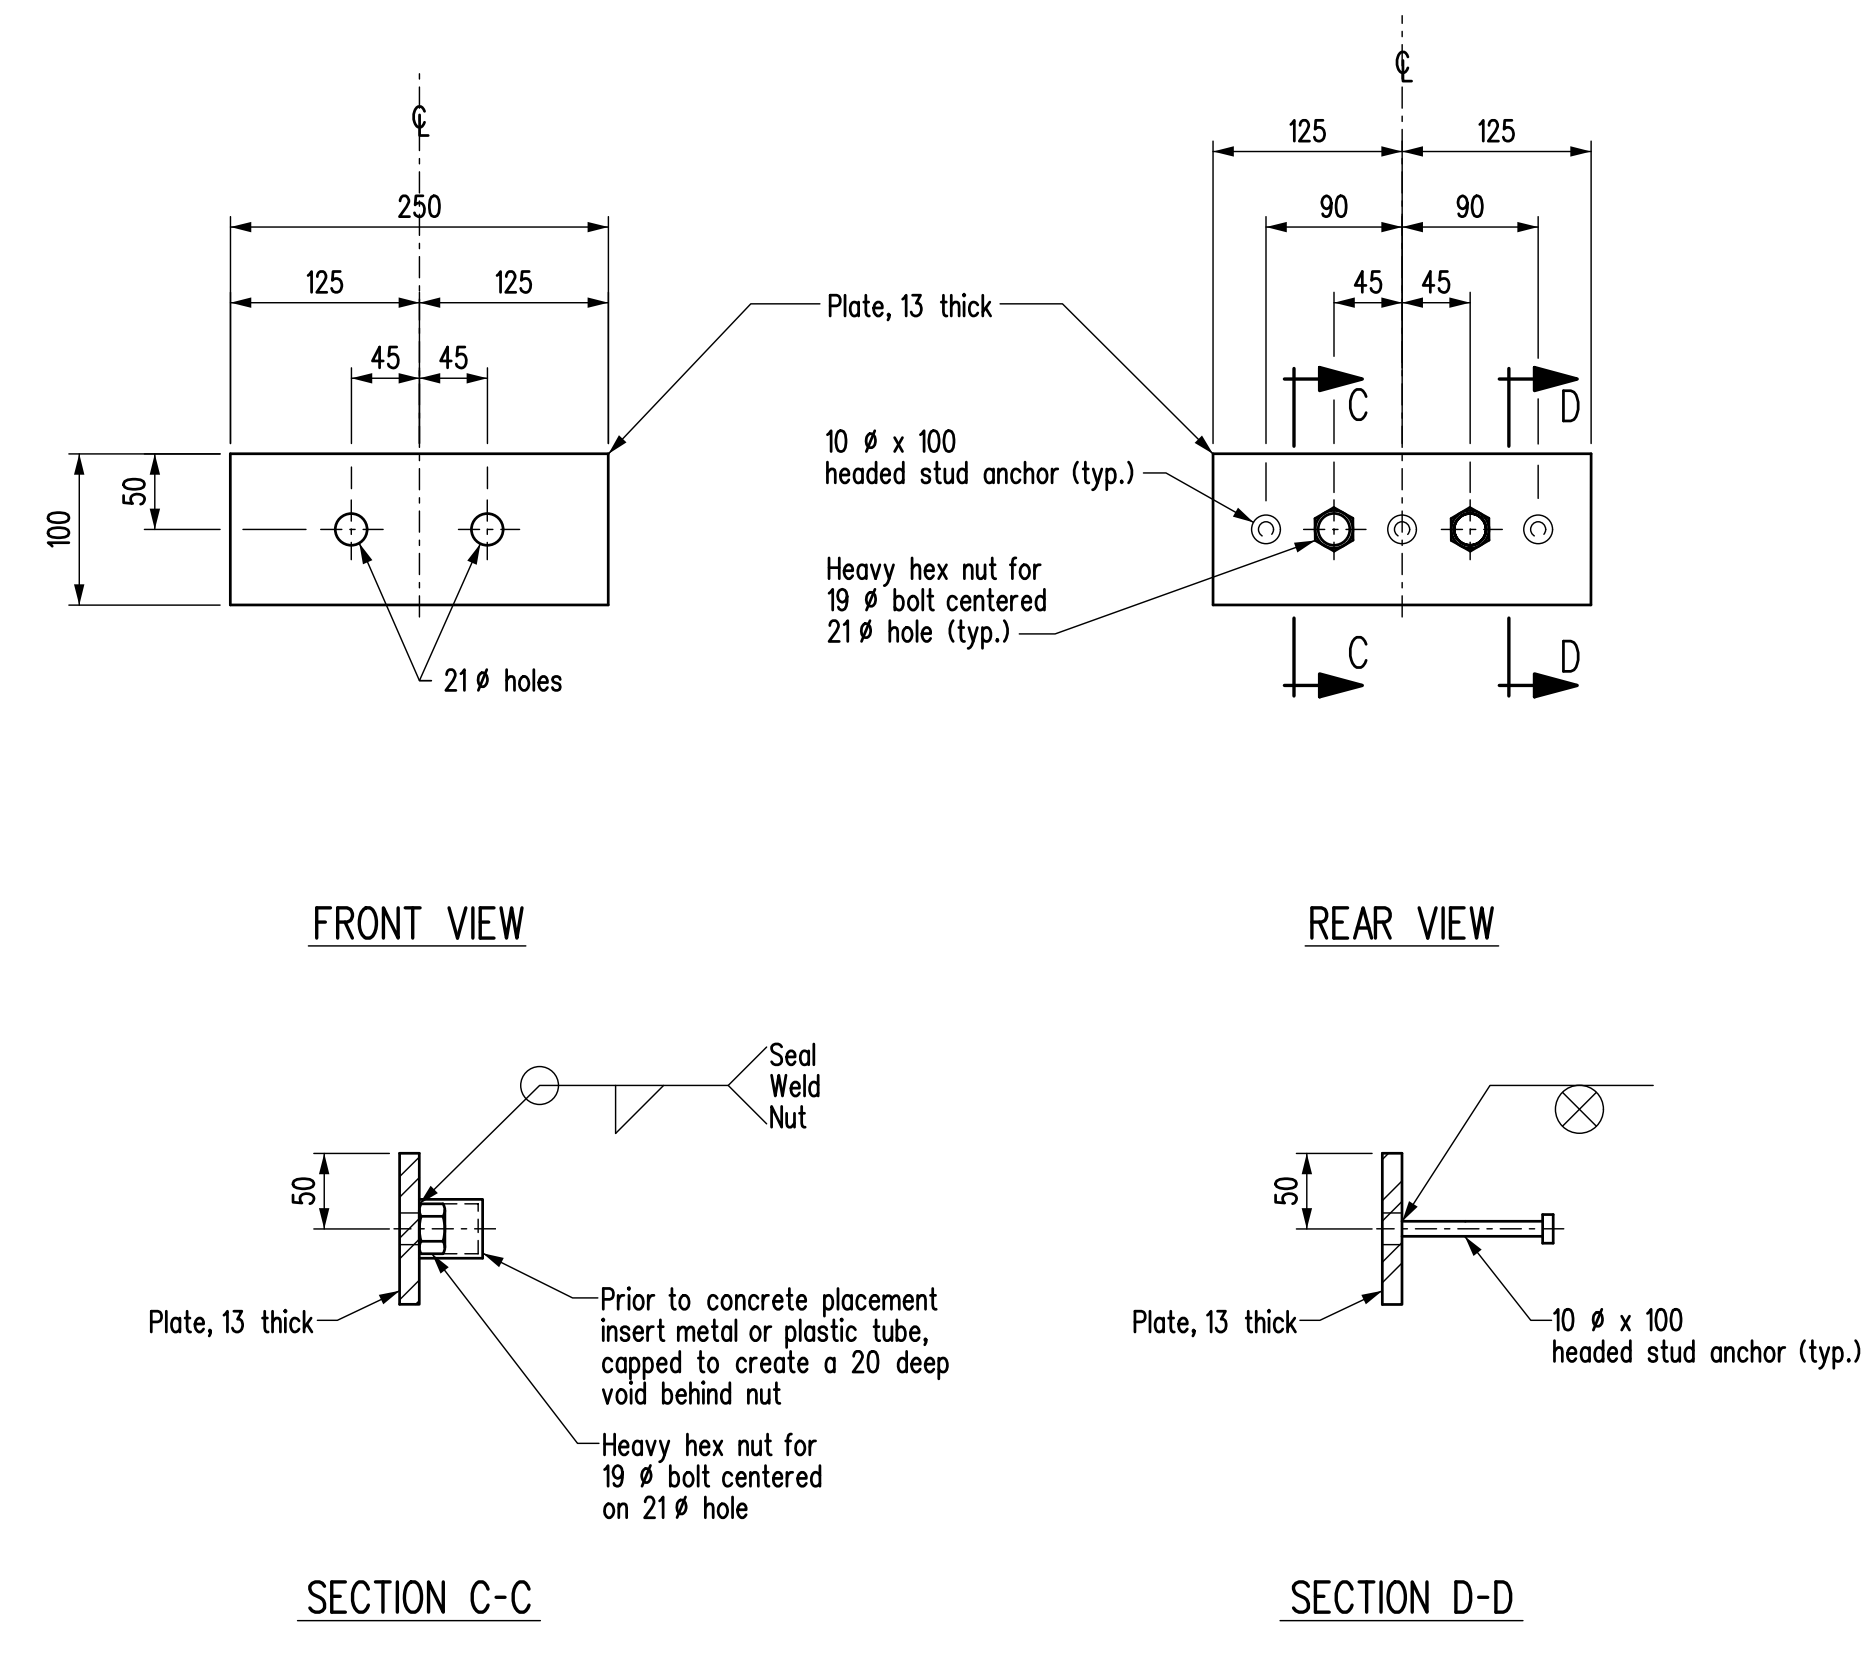 ℄
250
125 125
45 45
50
100
21 Ø holes
FRONT VIEW
Plate, 13 thick
10 Ø x 100
headed stud anchor (typ.)
Heavy hex nut for
19 Ø bolt centered
21 Ø hole (typ.)
℄
125 125
90 90
45 45
C D
C D
REAR VIEW
Seal
Weld
Nut
50
Plate, 13 thick
Prior to concrete placement
insert metal or plastic tube,
capped to create a 20 deep
void behind nut
Heavy hex nut for
19 Ø bolt centered
on 21 Ø hole
SECTION C-C
50
Plate, 13 thick
10 Ø x 100
headed stud anchor (typ.)
SECTION D-D